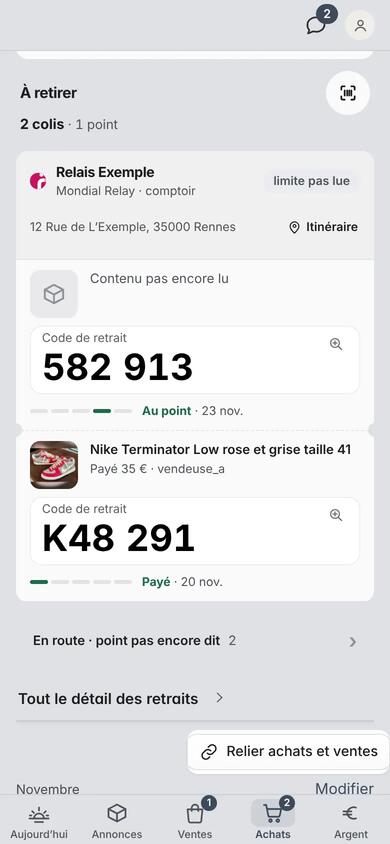 2
À retirer
2 colis · 1 point
Relais Exemple
Mondial Relay · comptoir
limite pas lue
12 Rue de L'Exemple, 35000 Rennes
Itinéraire
Contenu pas encore lu
Code de retrait
582 913
Au point · 23 nov.
Nike Terminator Low rose et grise taille 41
Payé 35 € · vendeuse_a
Code de retrait
K48 291
Payé · 20 nov.
En route · point pas encore dit 2
Tout le détail des retraits
Relier achats et ventes
Novembre
Modifier
1
2
Aujourd'hui
Annonces
Ventes
Achats
Argent